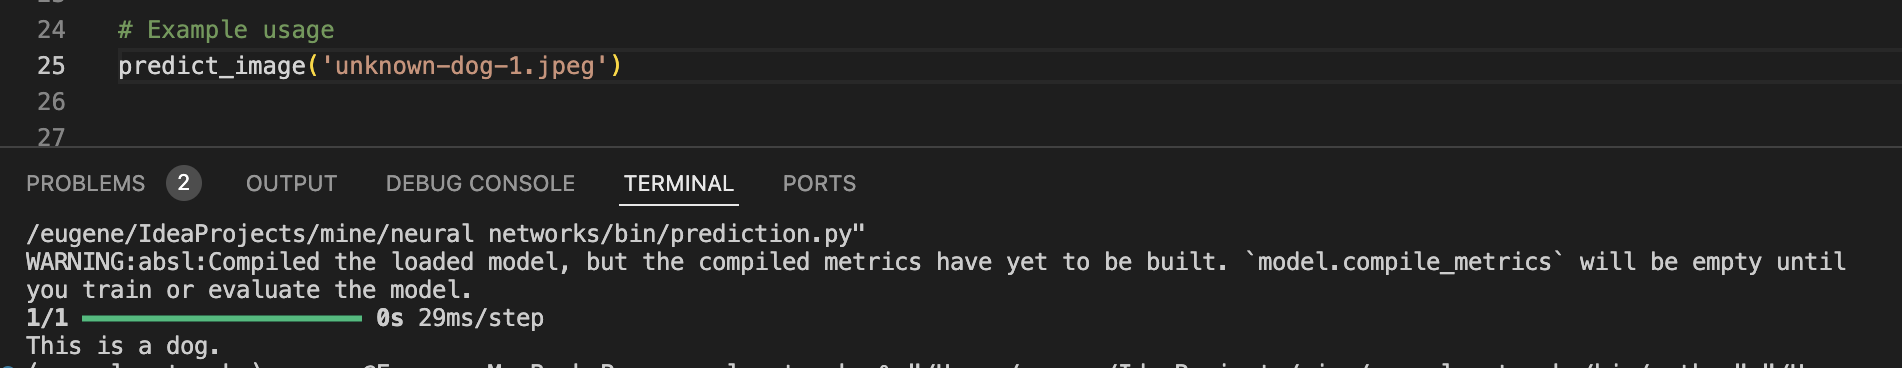 24 # Example usage
25 predict_image('unknown-dog-1.jpeg')
26
27
PROBLEMS 2 OUTPUT DEBUG CONSOLE TERMINAL PORTS
/eugene/IdeaProjects/mine/neural networks/bin/prediction.py"
WARNING:absl:Compiled the loaded model, but the compiled metrics have yet to be built. `model.compile_metrics` will be empty until
you train or evaluate the model.
1/1 0s 29ms/step
This is a dog.